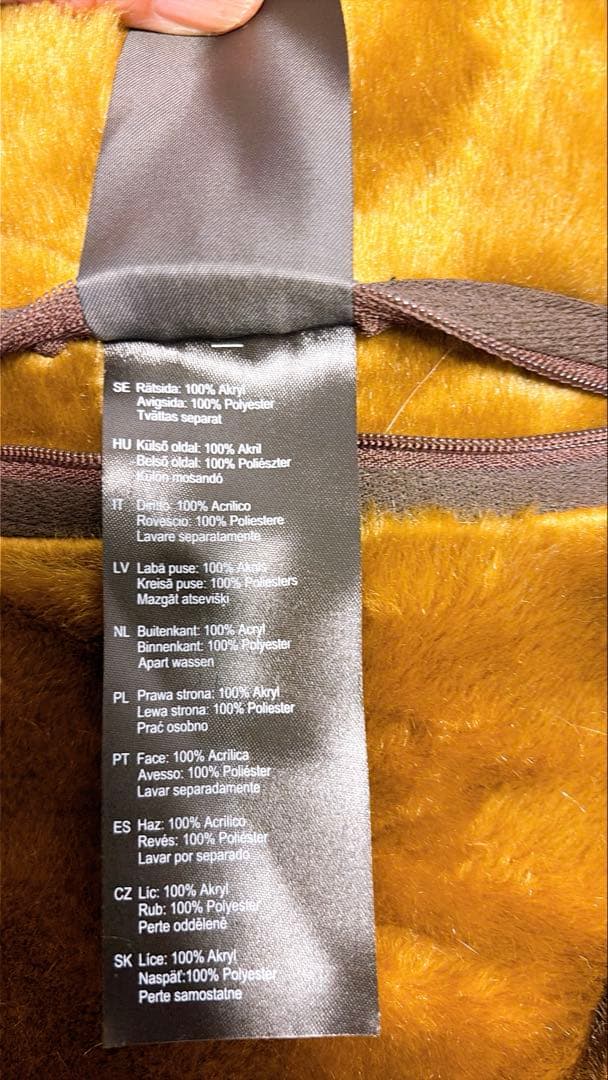 SE Rätsida: 100% Akryl
Avigsida: 100% Polyester
Tvättas separat
HU Külső oldal: 100% Akril
Belső oldal: 100% Poliészter
Külön mosandó
IT Diritto: 100% Acrilico
Rovescio: 100% Poliestere
Lavare separatamente
LV Labā puse: 100% Akrils
Kreisā puse: 100% Poliesters
Mazgāt atsevišķi
NL Buitenkant: 100% Acryl
Binnenkant: 100% Polyester
Apart wassen
PL Prawa strona: 100% Akryl
Lewa strona: 100% Poliester
Prać osobno
PT Face: 100% Acrílica
Avesso: 100% Poliéster
Lavar separadamente
ES Haz: 100% Acrílico
Revés: 100% Poliéster
Lavar por separado
CZ Líc: 100% Akryl
Rub: 100% Polyester
Perte odděleně
SK Líce: 100% Akryl
Naspäť:100% Polyester
Perte samostatne